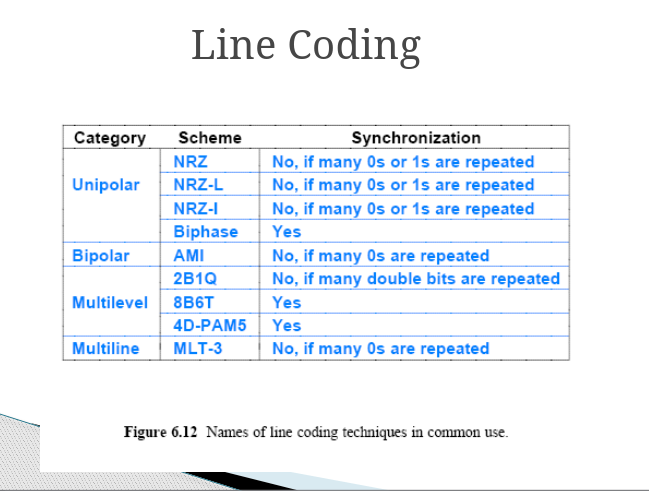 Line Coding
Category Scheme Synchronization
NRZ No, if many 0s or 1s are repeated
Unipolar NRZ-L No, if many 0s or 1s are repeated
NRZ-I No, if many 0s or 1s are repeated
Biphase Yes
Bipolar AMI No, if many 0s are repeated
2B1Q No, if many double bits are repeated
Multilevel 8B6T Yes
4D-PAM5 Yes
Multiline MLT-3 No, if many 0s are repeated
Figure 6.12 Names of line coding techniques in common use.